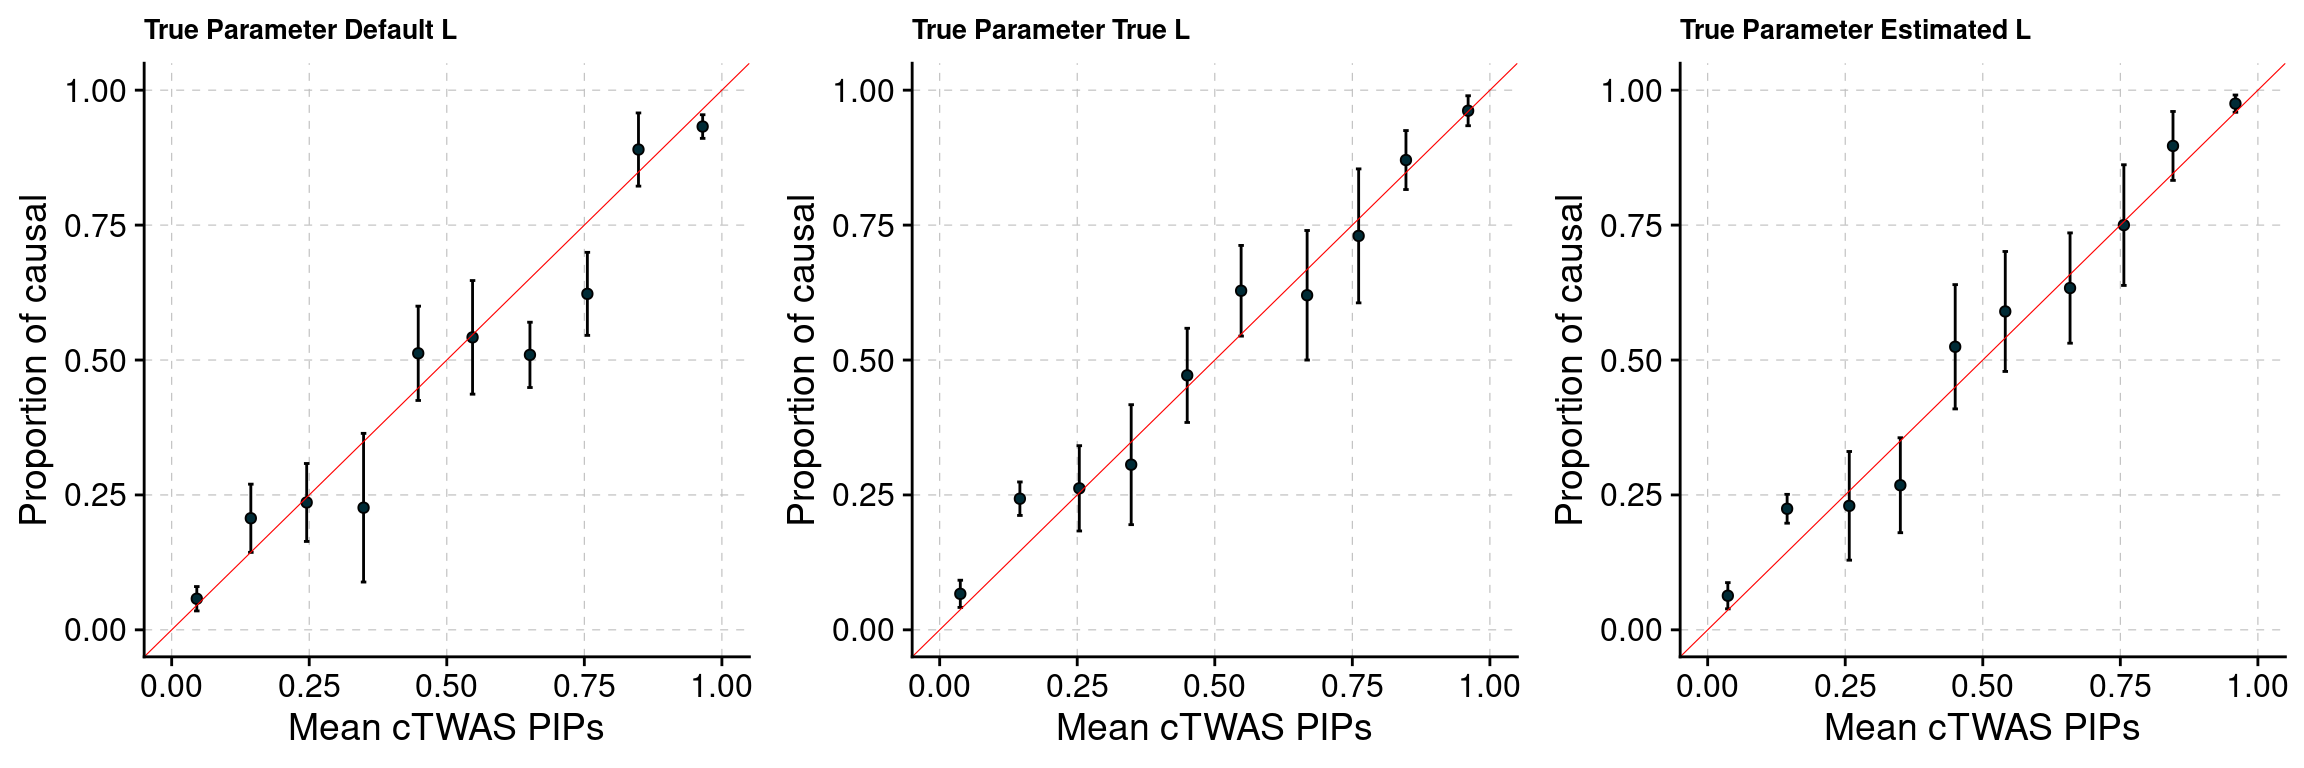 True Parameter Default L
1.00
0.75
0.50
0.25
0.00
Proportion of causal
0.00 0.25 0.50 0.75 1.00
Mean cTWAS PIPs
True Parameter True L
1.00
0.75
0.50
0.25
0.00
Proportion of causal
0.00 0.25 0.50 0.75 1.00
Mean cTWAS PIPs
True Parameter Estimated L
1.00
0.75
0.50
0.25
0.00
Proportion of causal
0.00 0.25 0.50 0.75 1.00
Mean cTWAS PIPs